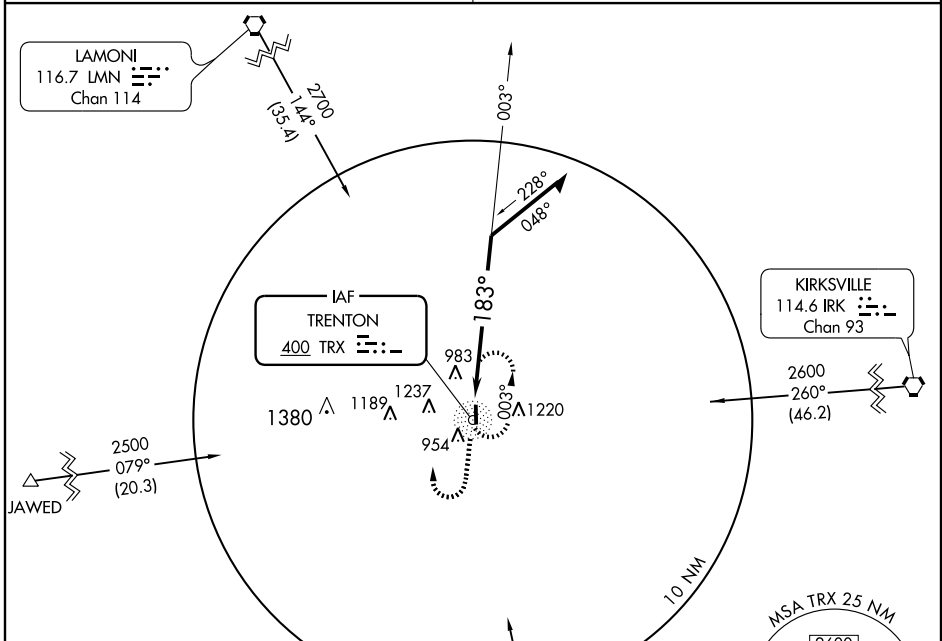 LAMONI
116.7 LMN
Chan 114
2700
144°
(35.4)
003°
228°
048°
183°
IAF
TRENTON
400 TRX
KIRKSVILLE
114.6 IRK
Chan 93
983
1237
1189
1380
003°
1220
954
2600
260°
(46.2)
2500
079°
(20.3)
JAWED
10 NM
MSA TRX 25 NM